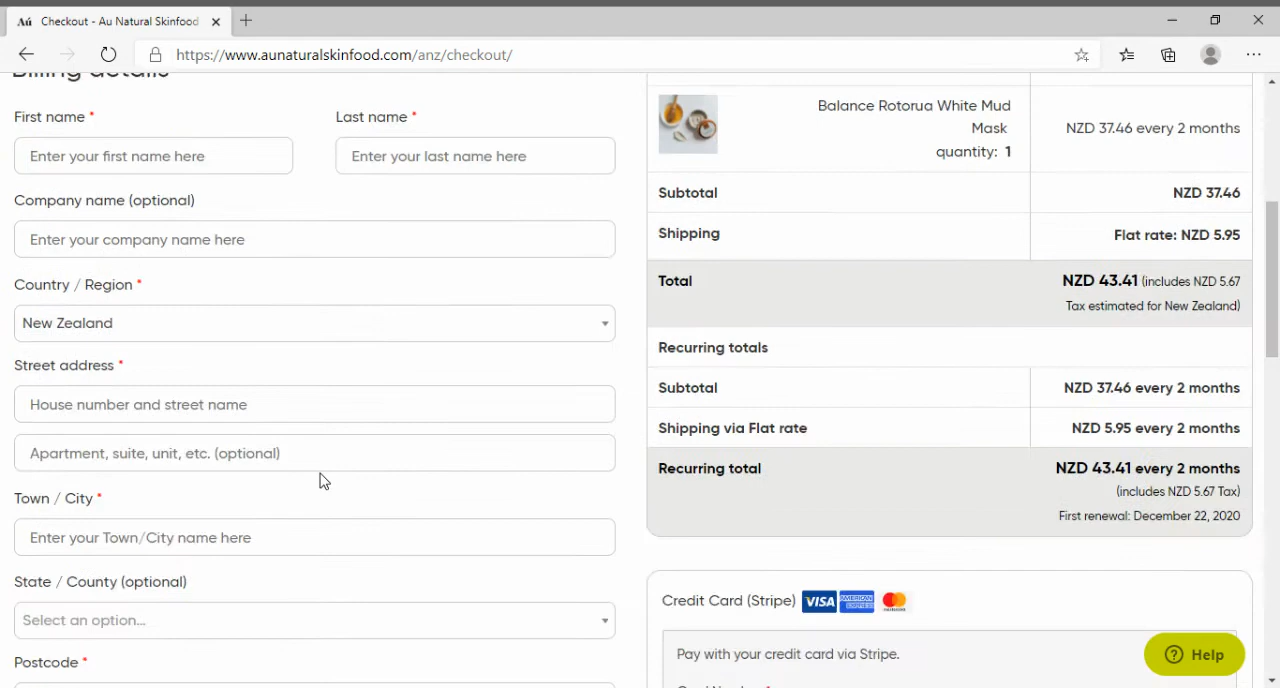 Aú Checkout - Au Natural Skinfood
https://www.aunaturalskinfood.com/anz/checkout/
Billing details
First name *
Last name *
Enter your first name here
Enter your last name here
Company name (optional)
Enter your company name here
Country / Region *
New Zealand
Street address *
House number and street name
Apartment, suite, unit, etc. (optional)
Town / City *
Enter your Town/City name here
State / County (optional)
Select an option...
Postcode *
Balance Rotorua White Mud
Mask
quantity: 1
NZD 37.46 every 2 months
Subtotal
NZD 37.46
Shipping
Flat rate: NZD 5.95
Total
NZD 43.41 (includes NZD 5.67
Tax estimated for New Zealand)
Recurring totals
Subtotal
NZD 37.46 every 2 months
Shipping via Flat rate
NZD 5.95 every 2 months
Recurring total
NZD 43.41 every 2 months
(includes NZD 5.67 Tax)
First renewal: December 22, 2020
Credit Card (Stripe) VISA AMERICAN EXPRESS
Pay with your credit card via Stripe.
Help